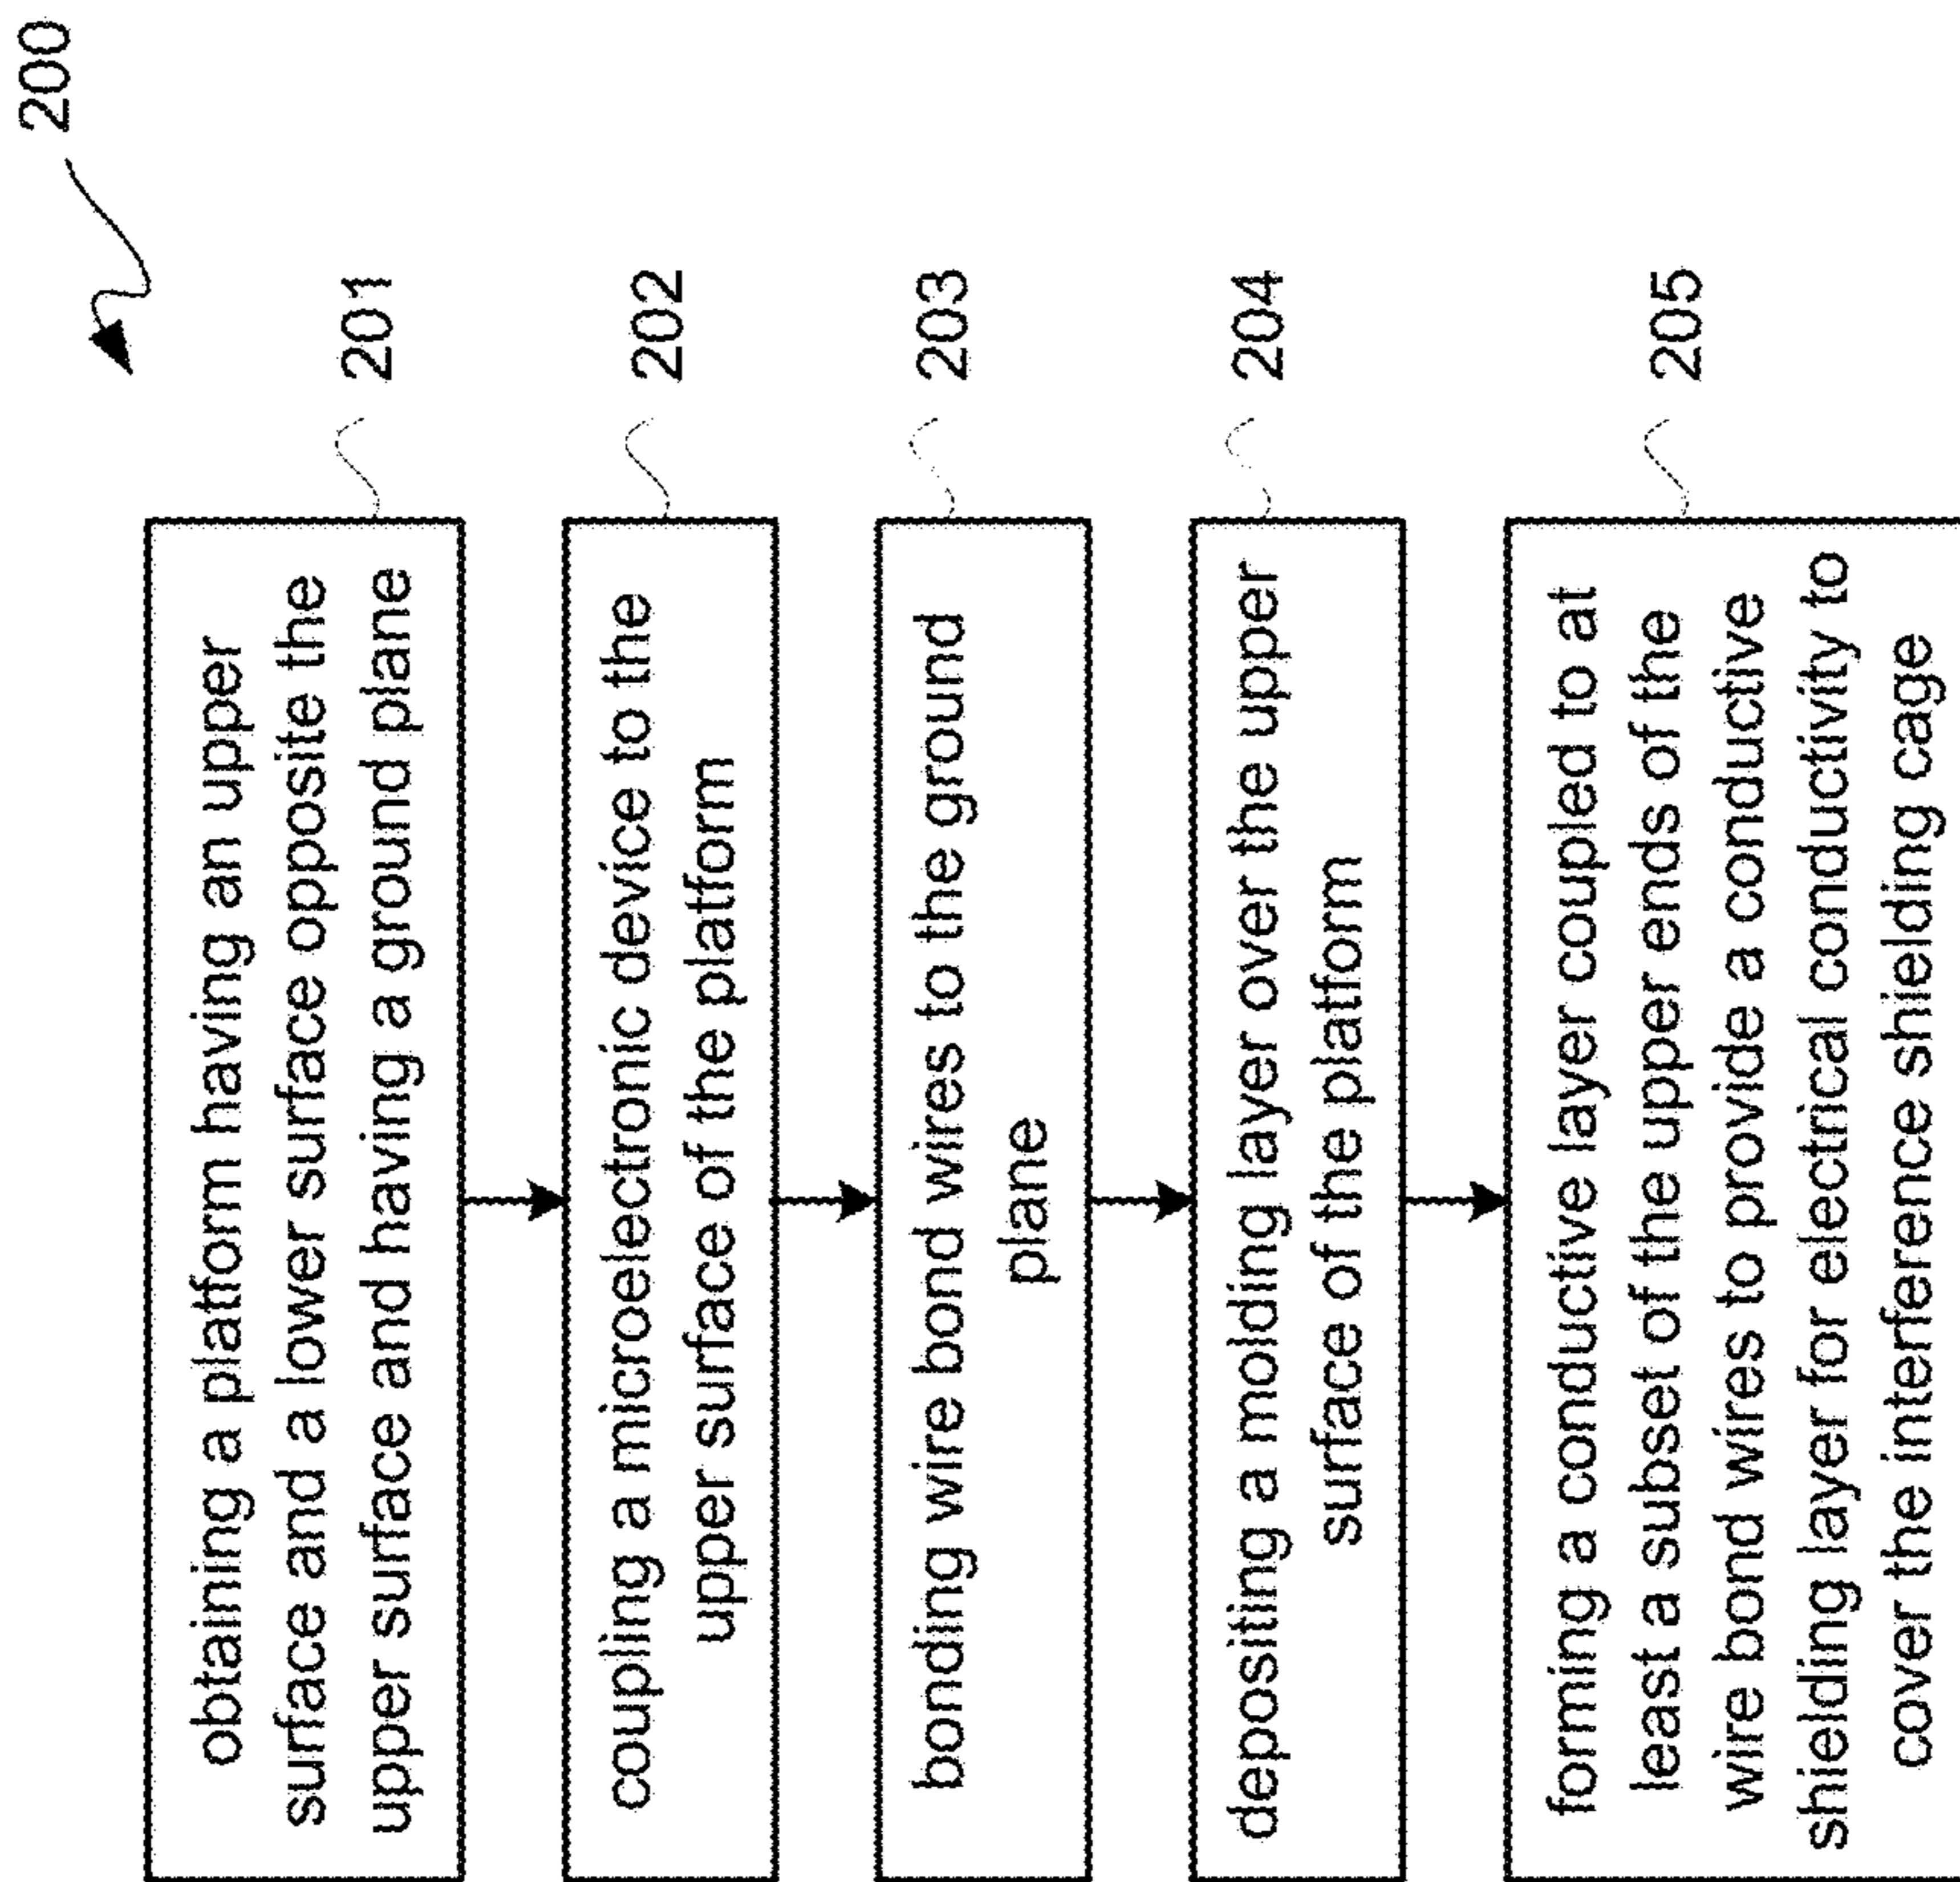 200
obtaining a platform having an upper
surface and a lower surface opposite the
upper surface and having a ground plane
201
coupling a microelectronic device to the
upper surface of the platform
202
bonding wire bond wires to the ground
plane
203
depositing a molding layer over the upper
surface of the platform
204
forming a conductive layer coupled to at
least a subset of the upper ends of the
wire bond wires to provide a conductive
shielding layer for electrical conductivity to
cover the interference shielding cage
205